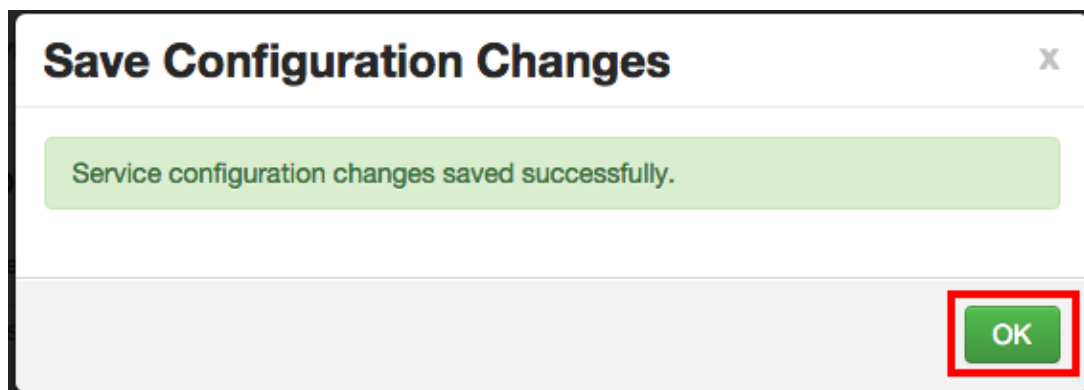 Save Configuration Changes
x
Service configuration changes saved successfully.
OK